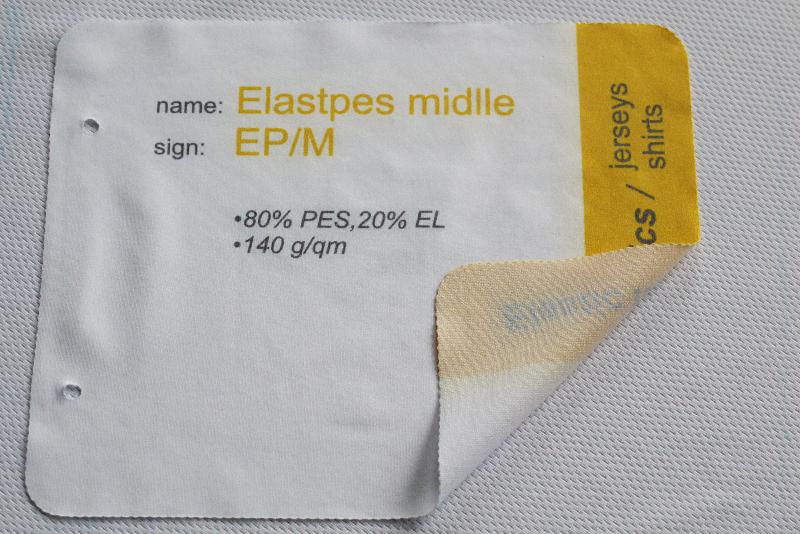 name: Elastpes midlle
sign: EP/M
•80% PES,20% EL
•140 g/qm
cs / jerseys
shirts